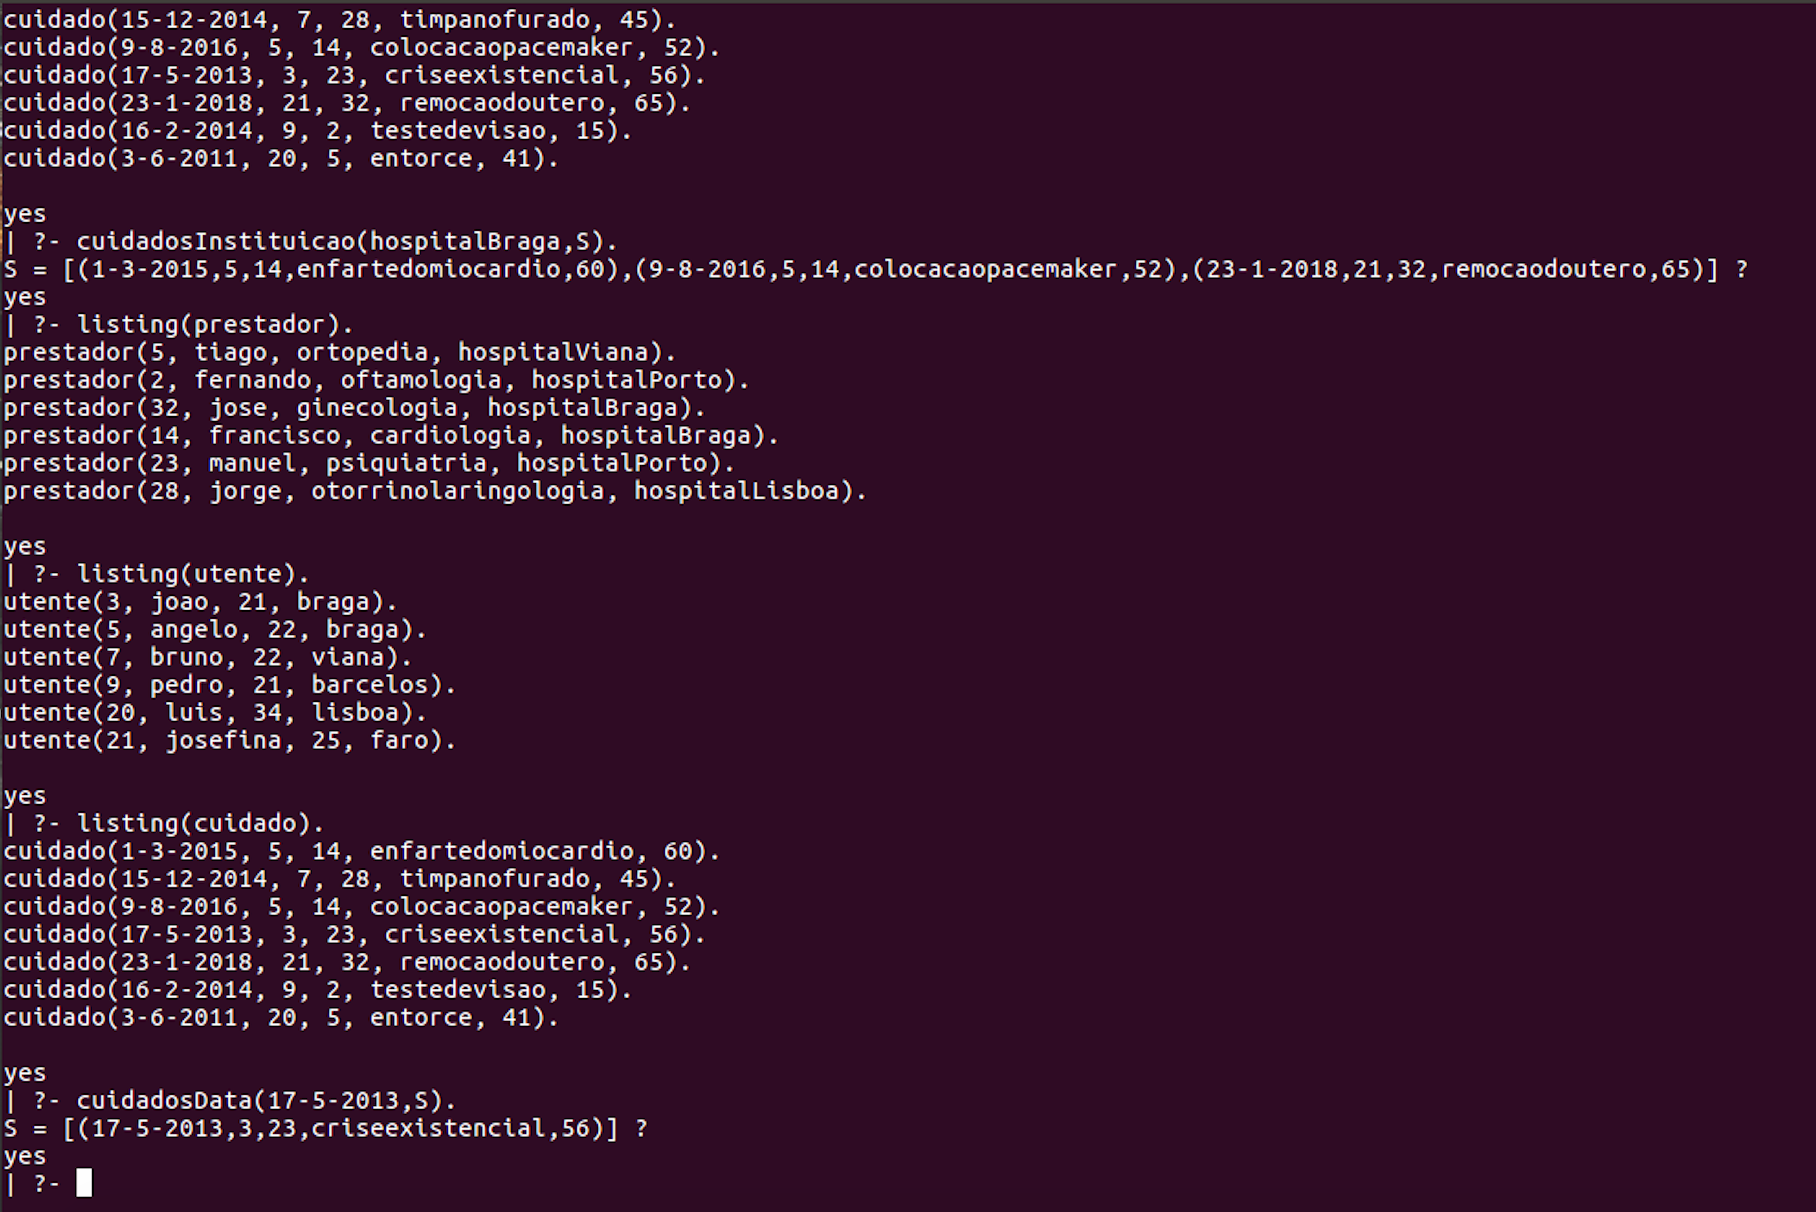 cuidado(15-12-2014, 7, 28, timpanofurado, 45).
cuidado(9-8-2016, 5, 14, colocacaopacemaker, 52).
cuidado(17-5-2013, 3, 23, criseexistencial, 56).
cuidado(23-1-2018, 21, 32, remocaodoutero, 65).
cuidado(16-2-2014, 9, 2, testedevisao, 15).
cuidado(3-6-2011, 20, 5, entorce, 41).
yes
| ?- cuidadosInstituicao(hospitalBraga,S).
S = [(1-3-2015,5,14,enfartedomiocardio,60),(9-8-2016,5,14,colocacaopacemaker,52),(23-1-2018,21,32,remocaodoutero,65)] ?
yes
| ?- listing(prestador).
prestador(5, tiago, ortopedia, hospitalViana).
prestador(2, fernando, oftamologia, hospitalPorto).
prestador(32, jose, ginecologia, hospitalBraga).
prestador(14, francisco, cardiologia, hospitalBraga).
prestador(23, manuel, psiquiatria, hospitalPorto).
prestador(28, jorge, otorrinolaringologia, hospitalLisboa).
yes
| ?- listing(utente).
utente(3, joao, 21, braga).
utente(5, angelo, 22, braga).
utente(7, bruno, 22, viana).
utente(9, pedro, 21, barcelos).
utente(20, luis, 34, lisboa).
utente(21, josefina, 25, faro).
yes
| ?- listing(cuidado).
cuidado(1-3-2015, 5, 14, enfartedomiocardio, 60).
cuidado(15-12-2014, 7, 28, timpanofurado, 45).
cuidado(9-8-2016, 5, 14, colocacaopacemaker, 52).
cuidado(17-5-2013, 3, 23, criseexistencial, 56).
cuidado(23-1-2018, 21, 32, remocaodoutero, 65).
cuidado(16-2-2014, 9, 2, testedevisao, 15).
cuidado(3-6-2011, 20, 5, entorce, 41).
yes
| ?- cuidadosData(17-5-2013,S).
S = [(17-5-2013,3,23,criseexistencial,56)] ?
yes
| ?-